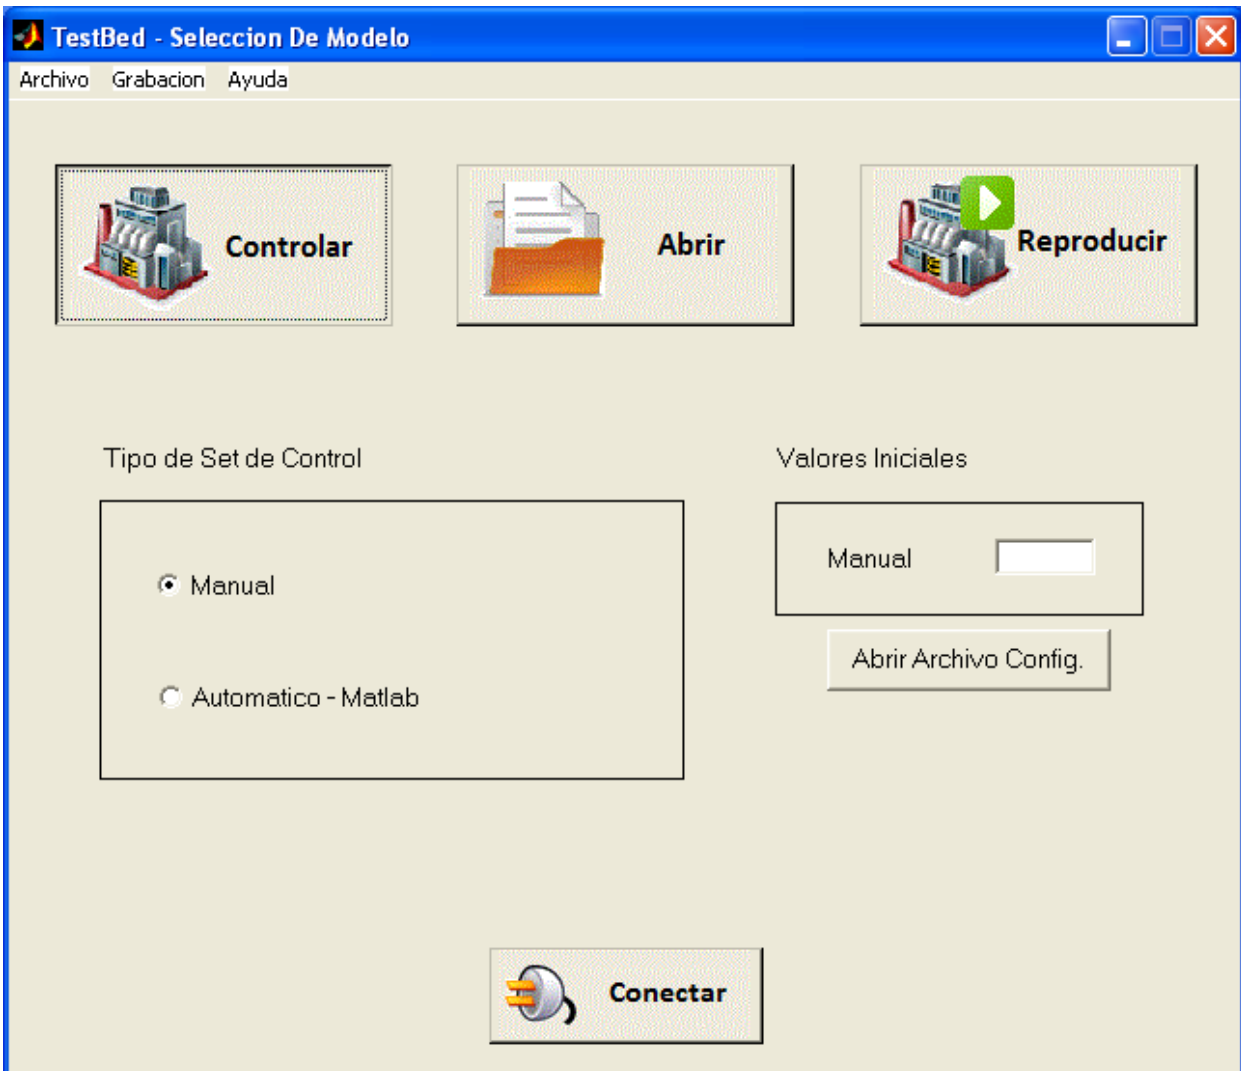 TestBed - Seleccion De Modelo
Archivo Grabacion Ayuda
Controlar
Abrir
Reproducir
Tipo de Set de Control
Valores Iniciales
Manual
Automatico - Matlab
Manual
Abrir Archivo Config.
Conectar